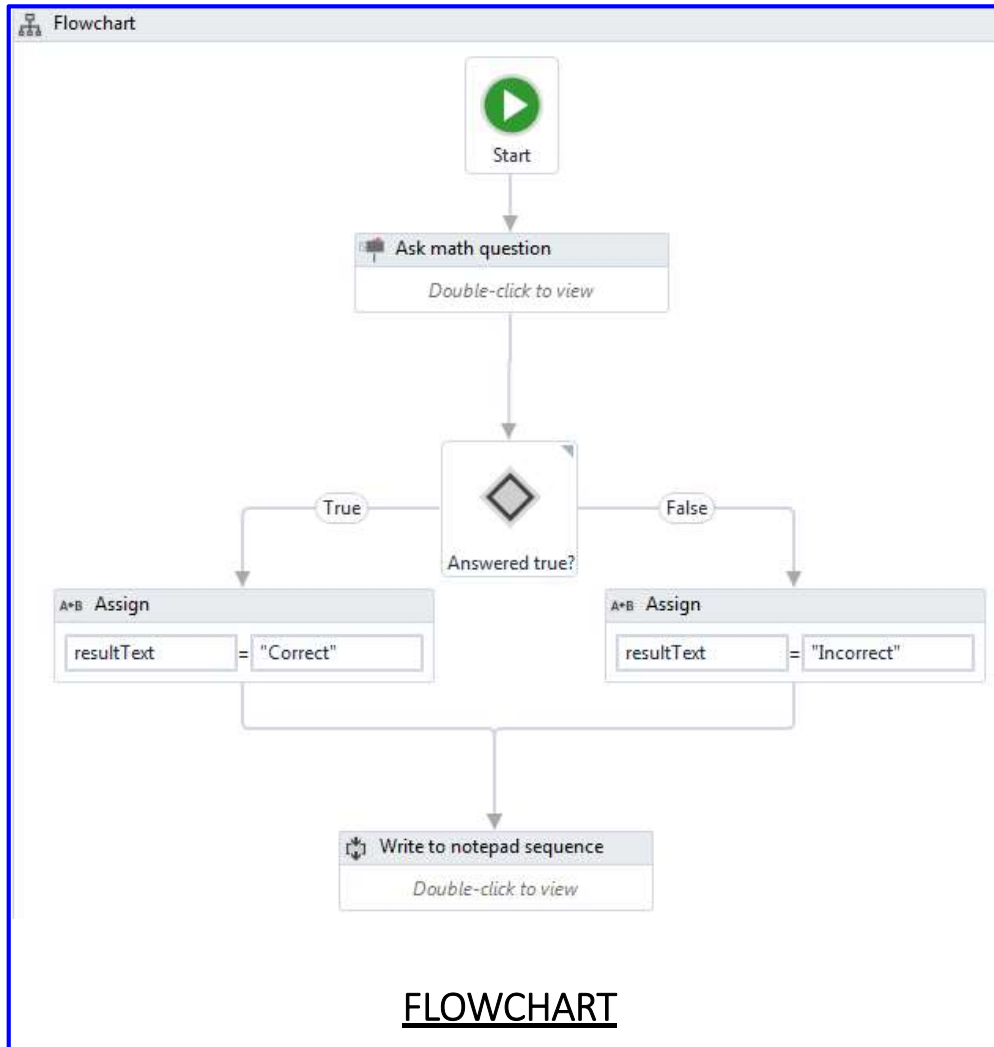 Flowchart
Start
Ask math question
Double-click to view
True
False
Answered true?
A+B Assign
resultText = "Correct"
A+B Assign
resultText = "Incorrect"
Write to notepad sequence
Double-click to view
FLOWCHART